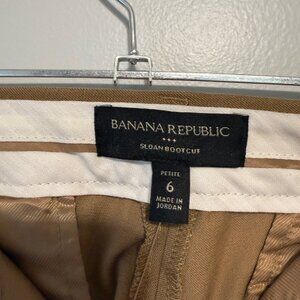 BANANA REPUBLIC
SLOAN BOOTCUT
PETITE
6
MADE IN
JORDAN